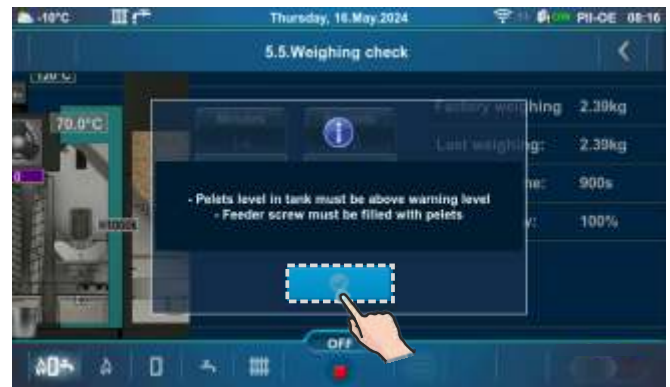 -10°C Thursday, 16.May.2024 PII-OE 08:16
5.5.Weighing check
70.0°C
Factory weighing 2.39kg
Last weighing: 2.39kg
900s
100%
- Pelets level in tank must be above warning level
- Feeder screw must be filled with pelets
OFF